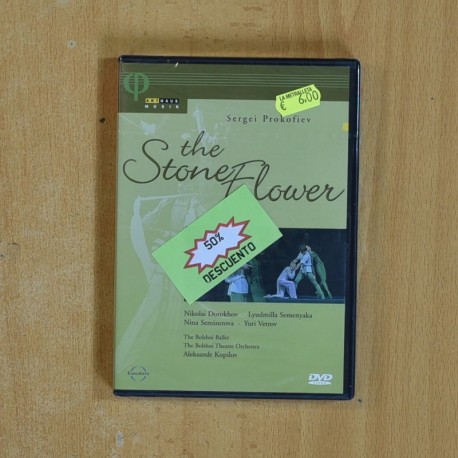 LA METRALLETA
€ 6,00
ARTHAUS
MUSIK
Sergei Prokofiev
the
Stone Flower
50%
DESCUENTO
Nikolai Dorokhov Lyudmilla Semenyaka
Nina Semizorova Yuri Vetrov
The Bolshoi Ballet
The Bolshoi Theatre Orchestra
Aleksandr Kopilov
DVD